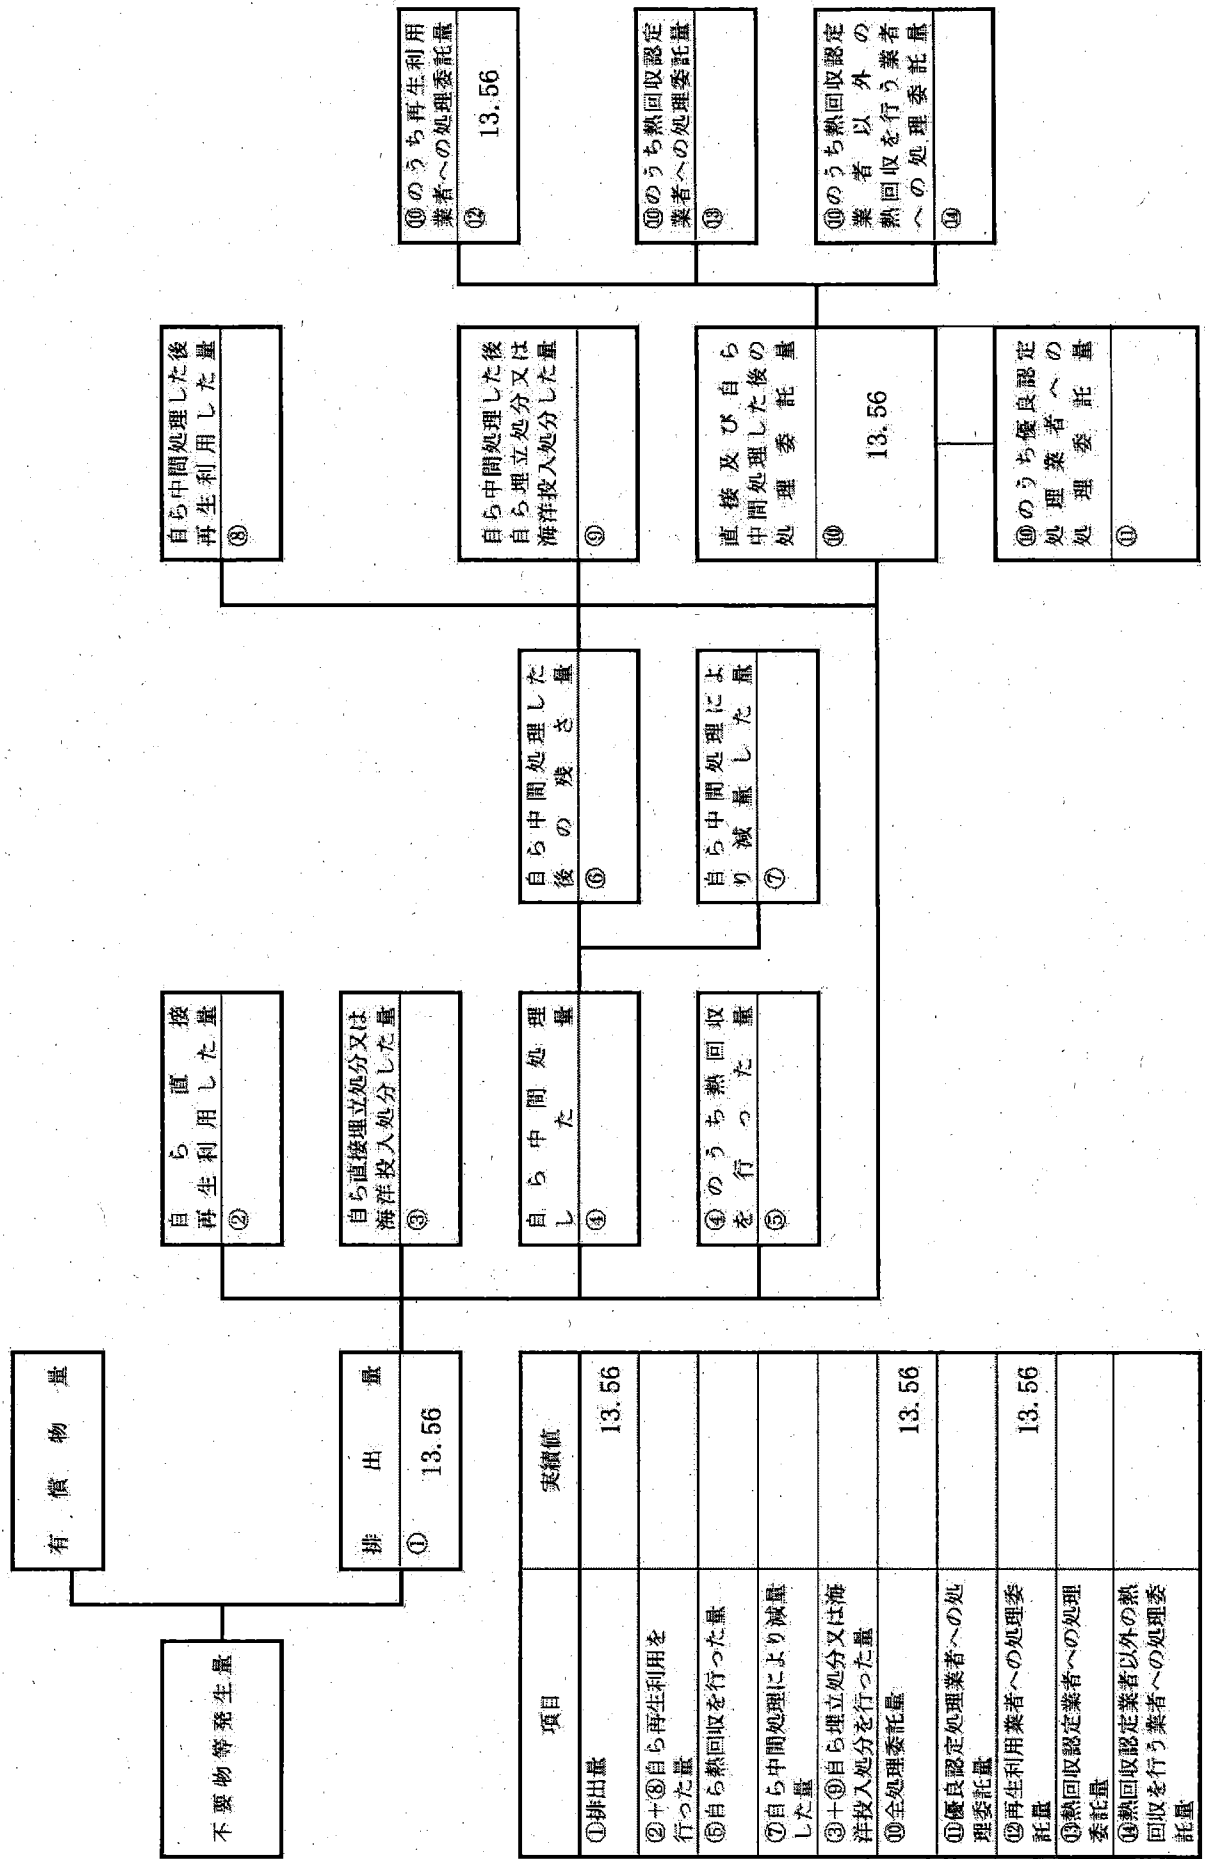 有償物量
不要物等発生量
排出量
① 13.56
自ら直接
再生利用した量
②
自ら直接埋立処分又は
海洋投入処分した量
③
自ら中間処理
した量
④
④のうち熱回収
を行った量
⑤
自ら中間処理した
後の残さ量
⑥
自ら中間処理によ
り減量した量
⑦
自ら中間処理した後
再生利用した量
⑧
自ら中間処理した後
自ら埋立処分又は
海洋投入処分した量
⑨
直接及び自ら
中間処理した後の
処理委託量
⑩ 13.56
⑩のうち優良認定
処理業者への
処理委託量
⑪
⑩のうち再生利用
業者への処理委託量
⑫ 13.56
⑩のうち熱回収認定
業者への処理委託量
⑬
⑩のうち熱回収認定
業者以外の
熱回収を行う業者
への処理委託量
⑭
項目 実績値
①排出量 13.56
②+⑧自ら再生利用を
行った量
⑤自ら熱回収を行った量
⑦自ら中間処理により減量
した量
③+⑨自ら埋立処分又は海
洋投入処分を行った量
⑩全処理委託量 13.56
⑪優良認定処理業者への処
理委託量
⑫再生利用業者への処理委
託量 13.56
⑬熱回収認定業者への処理
委託量
⑭熱回収認定業者以外の熱
回収を行う業者への処理委
託量